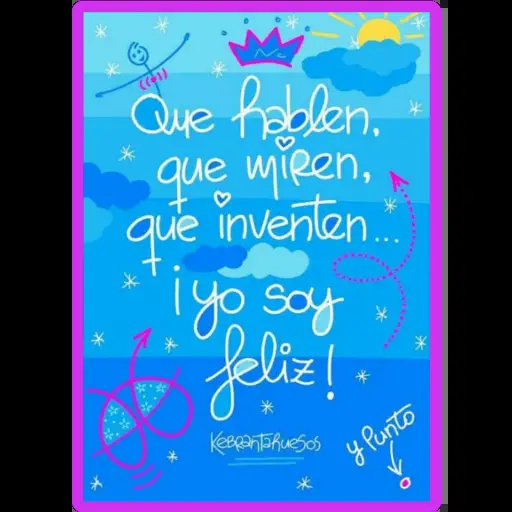 Que hablen,
que miren,
que inventen...
¡yo soy
feliz!
Kebrantahuesos
y Punto